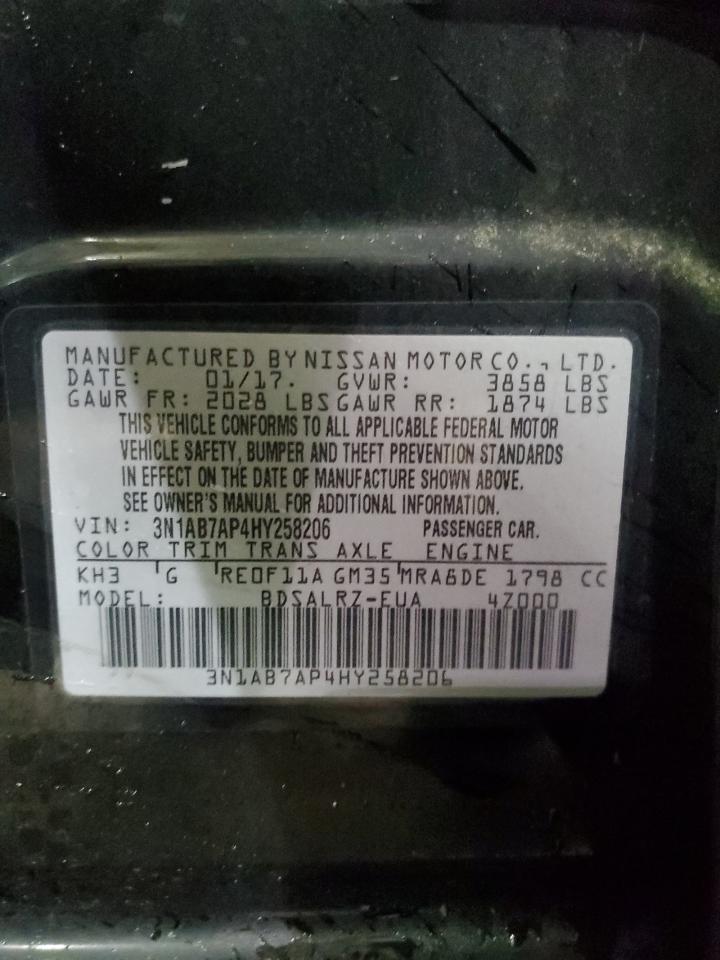 MANUFACTURED BY NISSAN MOTOR CO., LTD.
DATE: 01/17. GVWR: 3858 LBS
GAWR FR: 2028 LBS GAWR RR: 1874 LBS
THIS VEHICLE CONFORMS TO ALL APPLICABLE FEDERAL MOTOR
VEHICLE SAFETY, BUMPER AND THEFT PREVENTION STANDARDS
IN EFFECT ON THE DATE OF MANUFACTURE SHOWN ABOVE.
SEE OWNER'S MANUAL FOR ADDITIONAL INFORMATION.
VIN: 3N1AB7AP4HY258206 PASSENGER CAR.
COLOR TRIM TRANS AXLE ENGINE
KH3 G RE0F11A GM35 MRA8DE 1798 CC
MODEL: BDSALRZ-EUA 4Z000
3N1AB7AP4HY258206